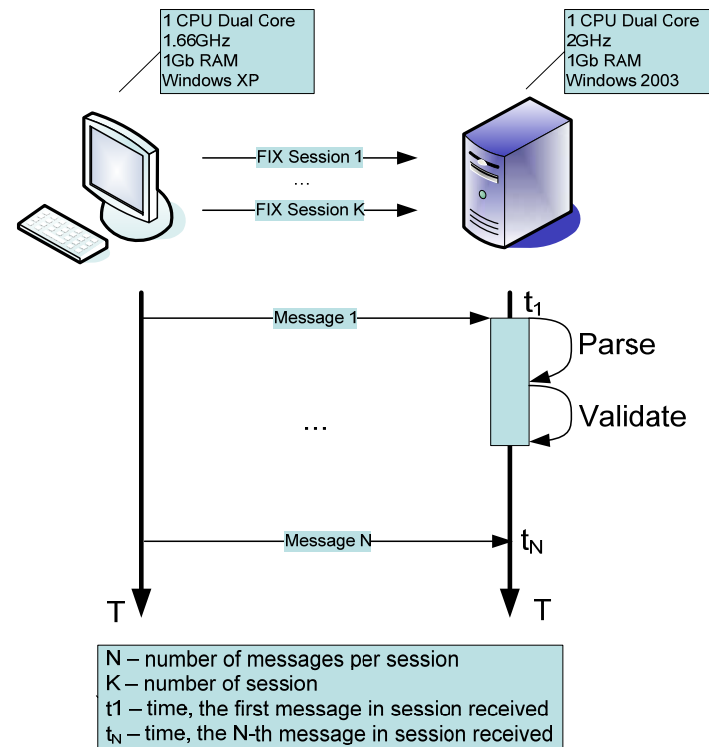 1 CPU Dual Core
1.66GHz
1Gb RAM
Windows XP
1 CPU Dual Core
2GHz
1Gb RAM
Windows 2003
FIX Session 1
...
FIX Session K
t1
Message 1
Parse
Validate
...
Message N
tN
T
T
N – number of messages per session
K – number of session
t1 – time, the first message in session received
tN – time, the N-th message in session received